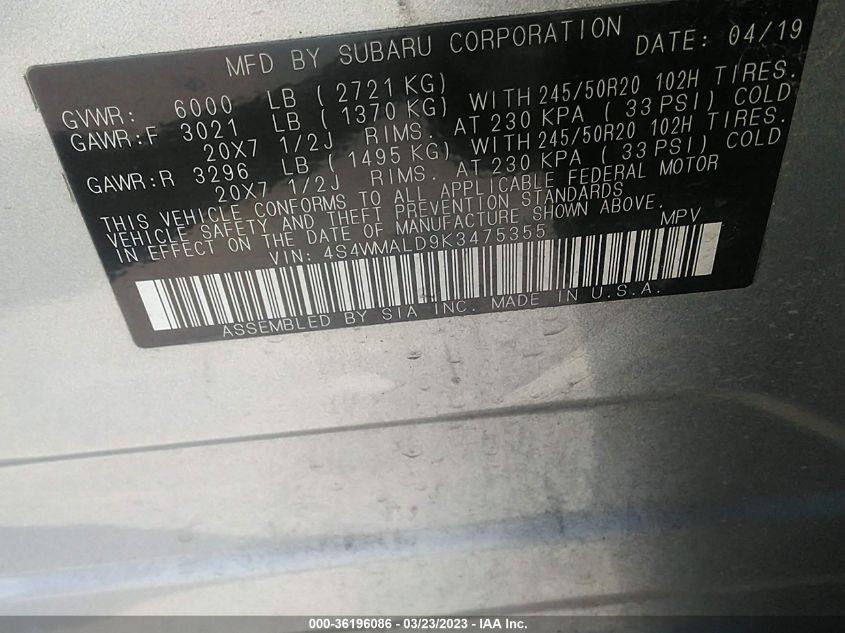 MFD BY SUBARU CORPORATION DATE: 04/19
GVWR: 6000 LB ( 2721 KG)
GAWR:F 3021 LB ( 1370 KG) WITH 245/50R20 102H TIRES.
20X7 1/2J RIMS. AT 230 KPA ( 33 PSI) COLD
GAWR:R 3296 LB ( 1495 KG) WITH 245/50R20 102H TIRES.
20X7 1/2J RIMS. AT 230 KPA ( 33 PSI) COLD
THIS VEHICLE CONFORMS TO ALL APPLICABLE FEDERAL MOTOR
VEHICLE SAFETY AND THEFT PREVENTION STANDARDS
IN EFFECT ON THE DATE OF MANUFACTURE SHOWN ABOVE.
VIN: 4S4WMALD9K3475355 MPV
ASSEMBLED BY SIA INC. MADE IN U.S.A.
000-36196086 - 03/23/2023 - IAA Inc.